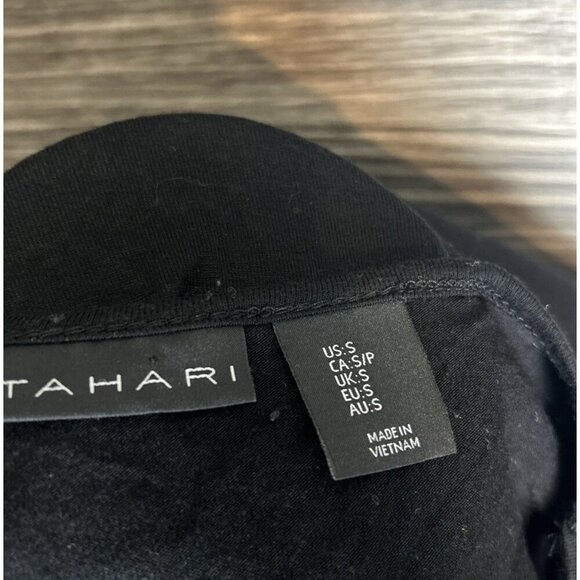 TAHARI
US:S
CA:S/P
UK:S
EU:S
AU:S
MADE IN
VIETNAM